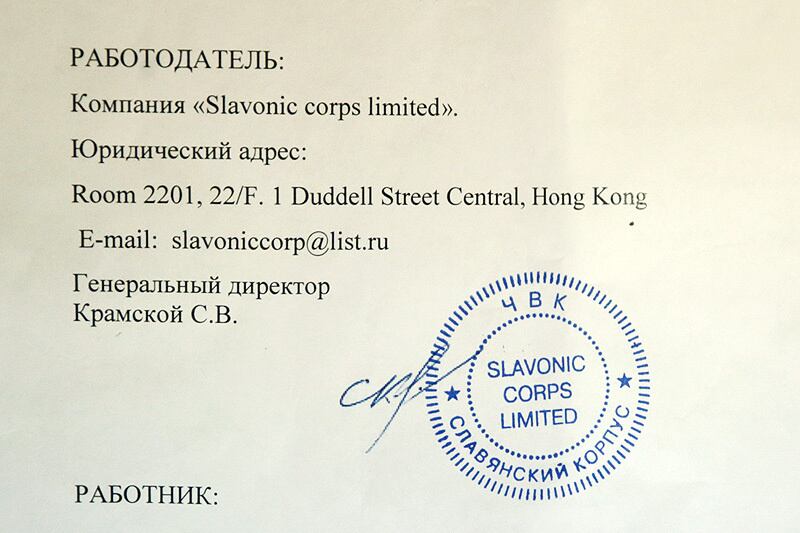 РАБОТОДАТЕЛЬ:
Компания «Slavonic corps limited».
Юридический адрес:
Room 2201, 22/F. 1 Duddell Street Central, Hong Kong
E-mail: slavoniccorp@list.ru
Генеральный директор
Крамской С.В.
ЧВК
SLAVONIC
CORPS
LIMITED
СЛАВЯНСКИЙ КОРПУС
РАБОТНИК: